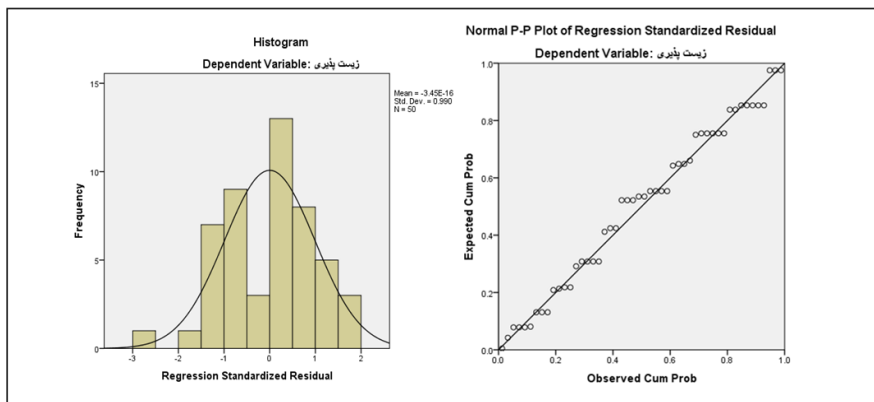 Histogram
Dependent Variable: زیست پذیری
Mean = -3.45E-16
Std. Dev. = 0.990
N = 50
Frequency
15
10
5
0
-3 -2 -1 0 1 2
Regression Standardized Residual
Normal P-P Plot of Regression Standardized Residual
Dependent Variable: زیست پذیری
Expected Cum Prob
1.0
0.8
0.6
0.4
0.2
0.0
0.0 0.2 0.4 0.6 0.8 1.0
Observed Cum Prob